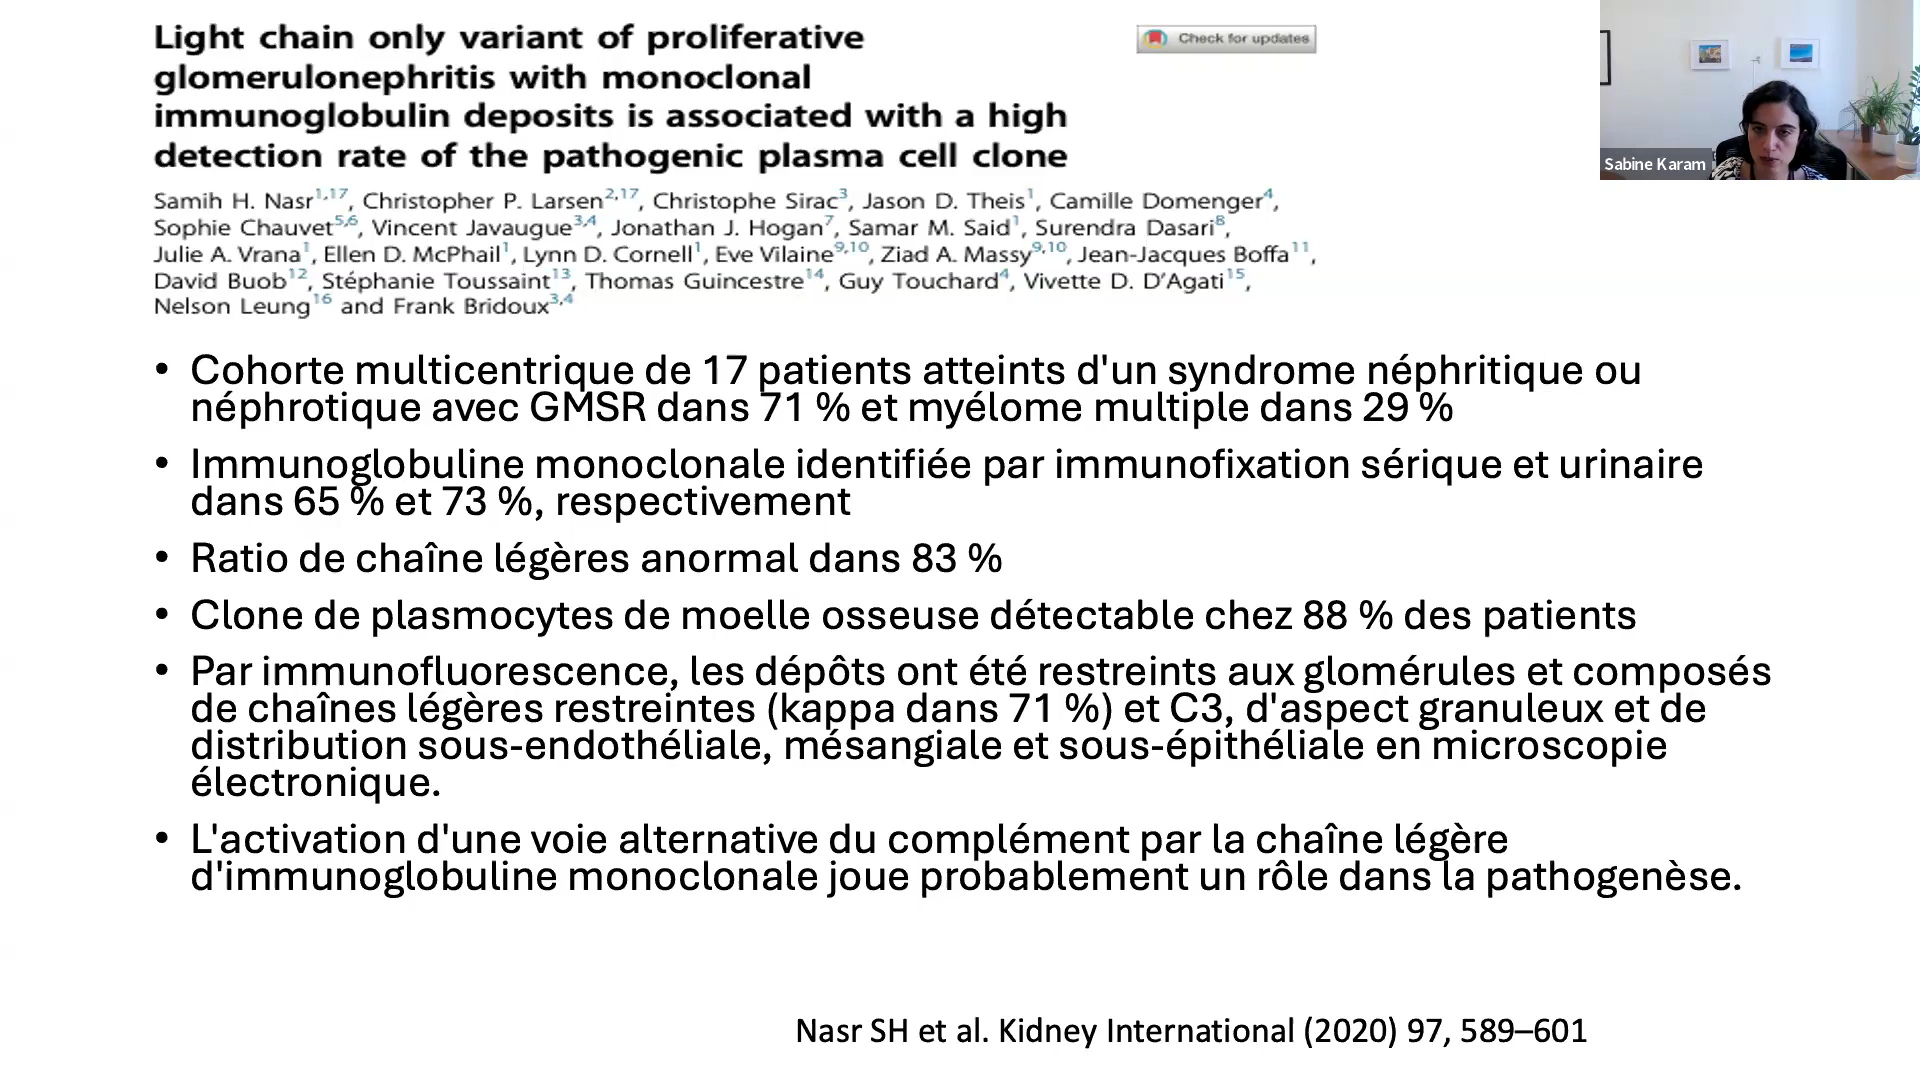 Light chain only variant of proliferative
glomerulonephritis with monoclonal
immunoglobulin deposits is associated with a high
detection rate of the pathogenic plasma cell clone
Check for updates
Sabine Karam
Samih H. Nasr1,17, Christopher P. Larsen2,17, Christophe Sirac3, Jason D. Theis1, Camille Domenger4,
Sophie Chauvet5,6, Vincent Javaugue3,4, Jonathan J. Hogan7, Samar M. Said1, Surendra Dasari8,
Julie A. Vrana1, Ellen D. McPhail1, Lynn D. Cornell1, Eve Vilaine9,10, Ziad A. Massy9,10, Jean-Jacques Boffa11,
David Buob12, Stéphanie Toussaint13, Thomas Guincestre14, Guy Touchard4, Vivette D. D'Agati15,
Nelson Leung16 and Frank Bridoux3,4
• Cohorte multicentrique de 17 patients atteints d'un syndrome néphritique ou
néphrotique avec GMSR dans 71 % et myélome multiple dans 29 %
• Immunoglobuline monoclonale identifiée par immunofixation sérique et urinaire
dans 65 % et 73 %, respectivement
• Ratio de chaîne légères anormal dans 83 %
• Clone de plasmocytes de moelle osseuse détectable chez 88 % des patients
• Par immunofluorescence, les dépôts ont été restreints aux glomérules et composés
de chaînes légères restreintes (kappa dans 71 %) et C3, d'aspect granuleux et de
distribution sous-endothéliale, mésangiale et sous-épithéliale en microscopie
électronique.
• L'activation d'une voie alternative du complément par la chaîne légère
d'immunoglobuline monoclonale joue probablement un rôle dans la pathogenèse.
Nasr SH et al. Kidney International (2020) 97, 589–601